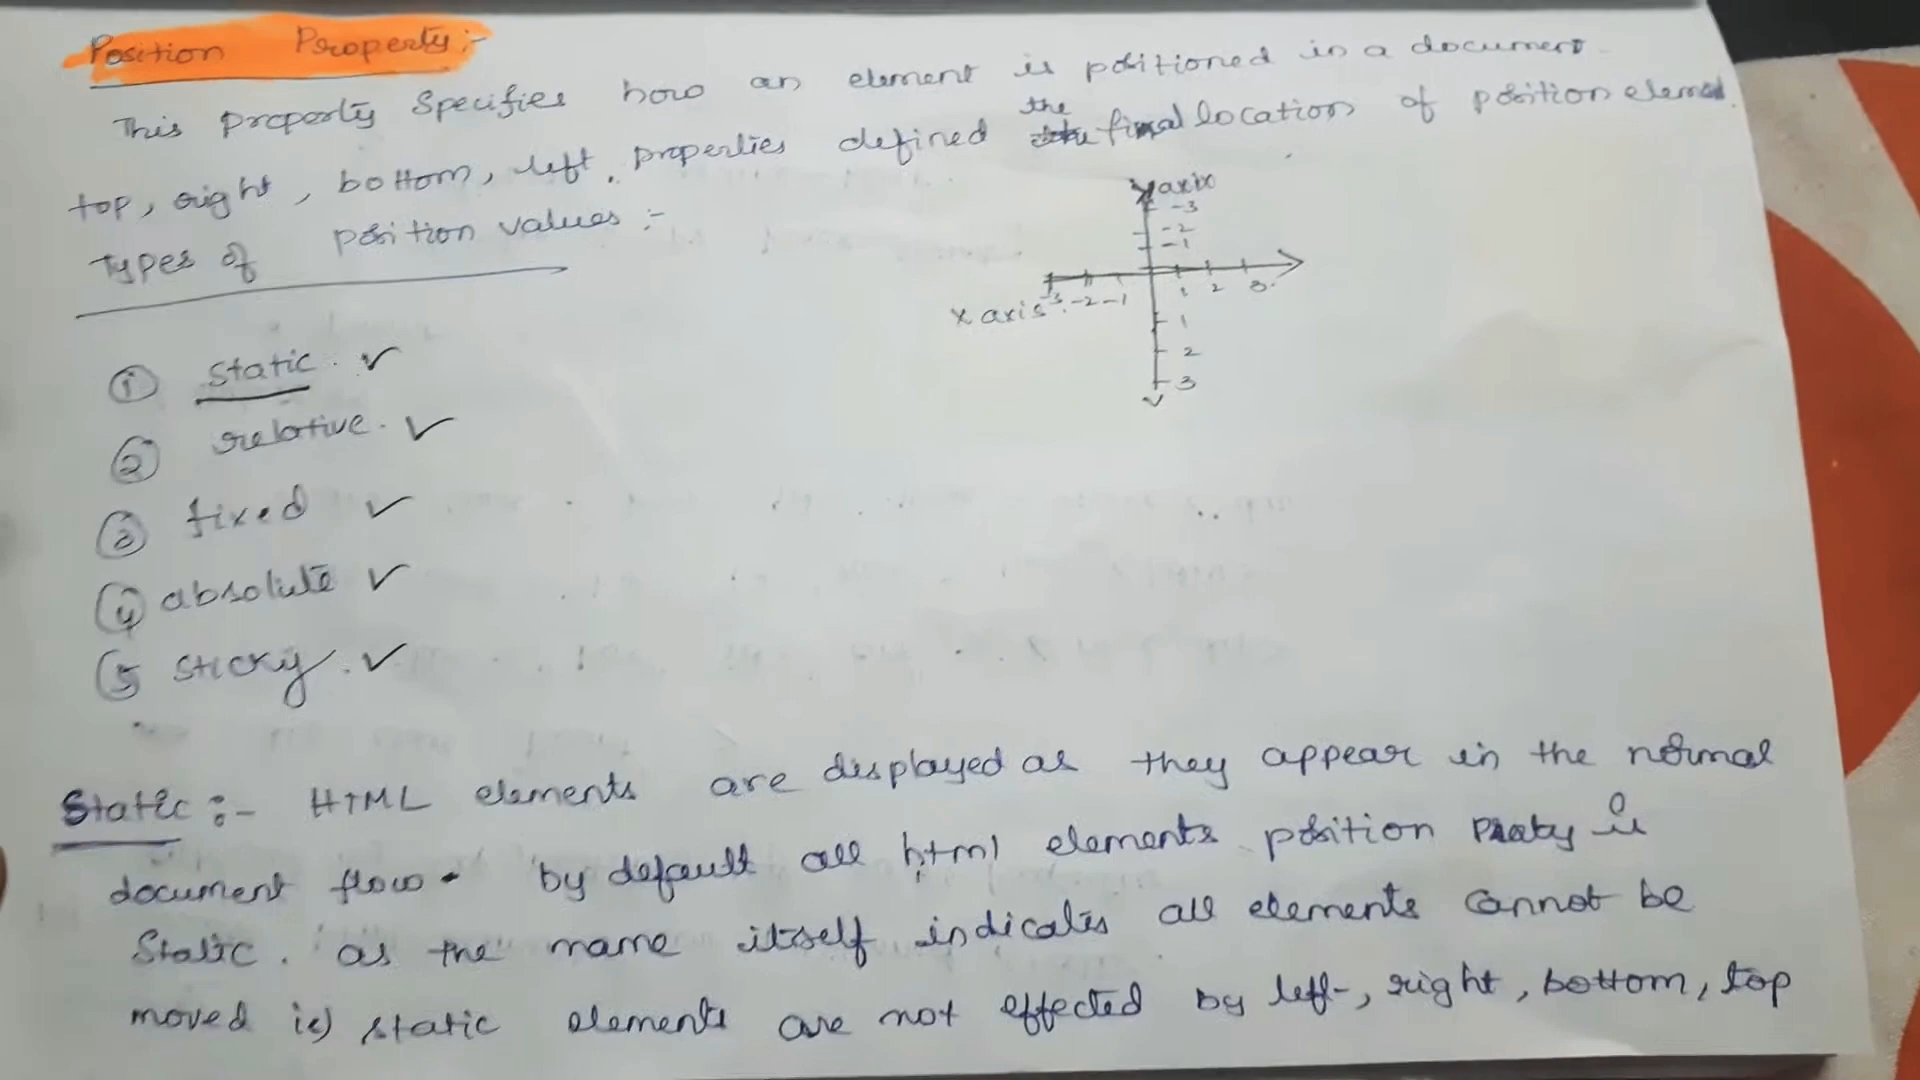 Position Property :-
This property specifies how an element is positioned in a document.
top, right, bottom, left. properties defined the final location of position element.
Types of position values :-
Y axis
-3
-2
-1
x axis -3 -2 -1 1 2 3
1
2
3
① static. ✓
② relative. ✓
③ fixed ✓
④ absolute ✓
⑤ sticky. ✓
Static :- HTML elements are displayed as they appear in the normal
document flow. by default all html elements position is
static. as the name itself indicates all elements cannot be
moved ie) static elements are not effected by left, right, bottom, top